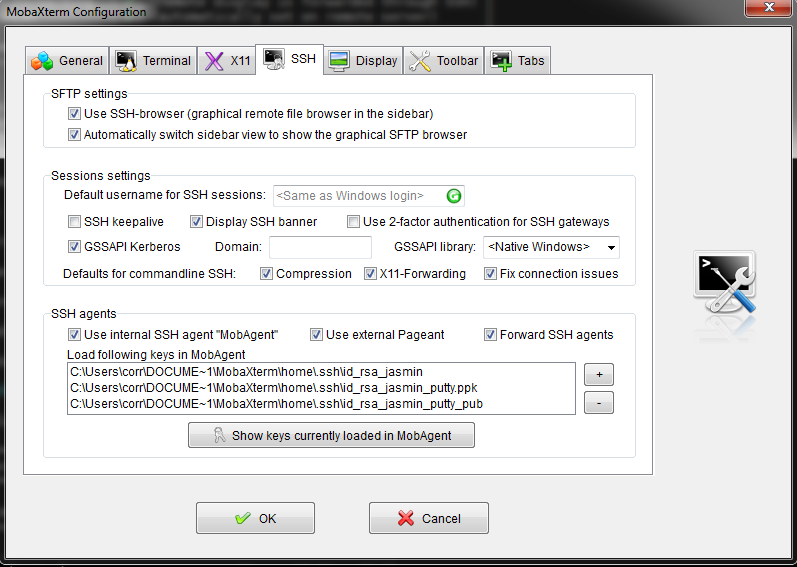 MobaXterm Configuration
General Terminal X11 SSH Display Toolbar Tabs
SFTP settings
Use SSH-browser (graphical remote file browser in the sidebar)
Automatically switch sidebar view to show the graphical SFTP browser
Sessions settings
Default username for SSH sessions: <Same as Windows login>
SSH keepalive Display SSH banner Use 2-factor authentication for SSH gateways
GSSAPI Kerberos Domain: GSSAPI library: <Native Windows>
Defaults for commandline SSH: Compression X11-Forwarding Fix connection issues
SSH agents
Use internal SSH agent "MobAgent" Use external Pageant Forward SSH agents
Load following keys in MobAgent
C:\Users\corr\DOCUME~1\MobaXterm\home\.ssh\id_rsa_jasmin
+
C:\Users\corr\DOCUME~1\MobaXterm\home\.ssh\id_rsa_jasmin_putty.ppk
C:\Users\corr\DOCUME~1\MobaXterm\home\.ssh\id_rsa_jasmin_putty_pub
-
Show keys currently loaded in MobAgent
OK Cancel